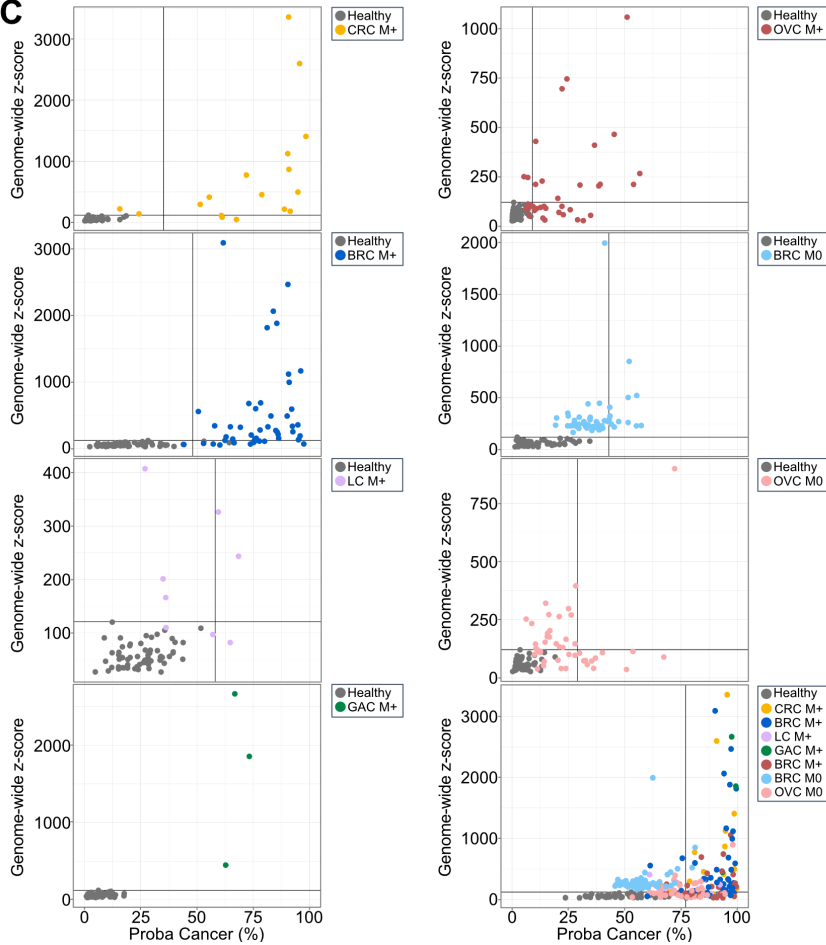 C
Genome-wide z-score
3000
2000
1000
0
Healthy
CRC M+
Genome-wide z-score
1000
750
500
250
0
Healthy
OVC M+
Genome-wide z-score
3000
2000
1000
0
Healthy
BRC M+
Genome-wide z-score
2000
1500
1000
500
0
Healthy
BRC M0
Genome-wide z-score
400
300
200
100
Healthy
LC M+
Genome-wide z-score
750
500
250
0
Healthy
OVC M0
Genome-wide z-score
2000
1000
0
0 25 50 75 100
Proba Cancer (%)
Healthy
GAC M+
Genome-wide z-score
3000
2000
1000
0
0 25 50 75 100
Proba Cancer (%)
Healthy
CRC M+
BRC M+
LC M+
GAC M+
BRC M+
BRC M0
OVC M0